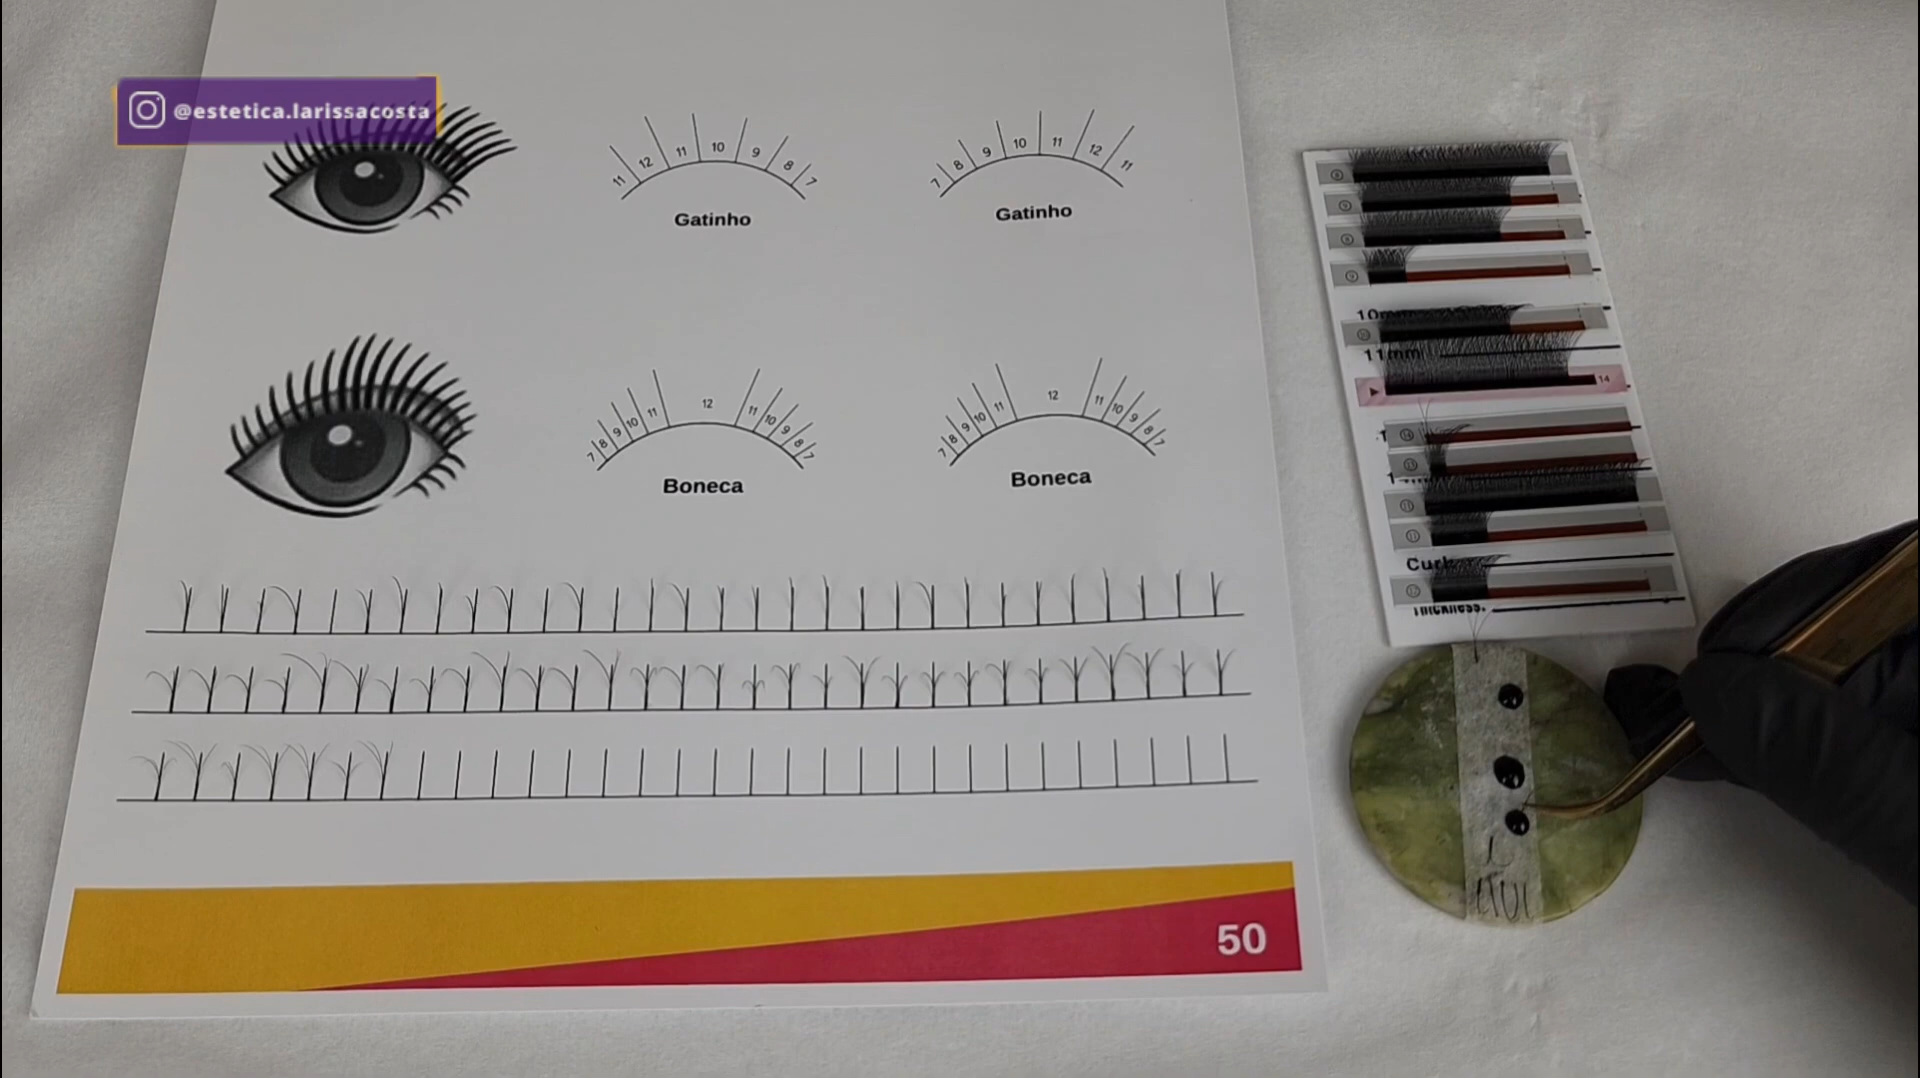 @estetica.larissacosta
11 12 11 10 9 8 7
7 8 9 10 11 12 11
Gatinho
Gatinho
7 8 9 10 11 12 11 10 9 8 7
7 8 9 10 11 12 11 10 9 8 7
Boneca
Boneca
50
11mm
14
Thickness: